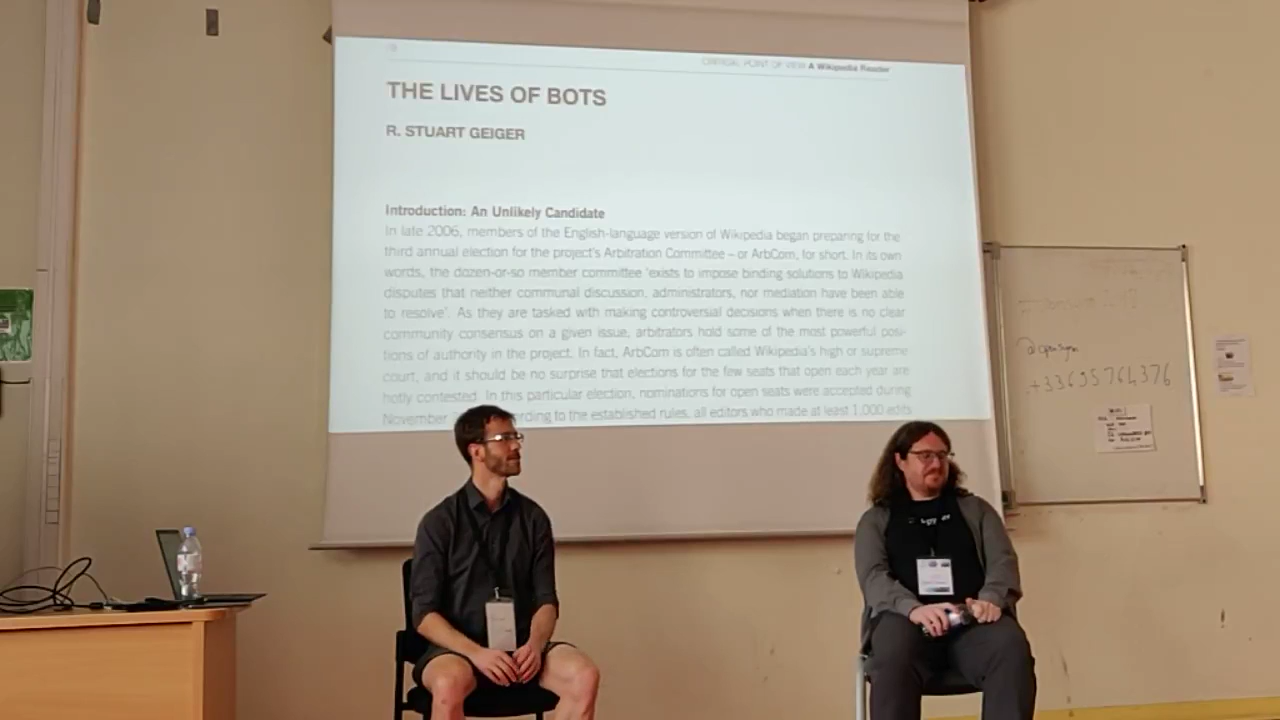 CRITICAL POINT OF VIEW A Wikipedia Reader
THE LIVES OF BOTS
R. STUART GEIGER
Introduction: An Unlikely Candidate
In late 2006, members of the English-language version of Wikipedia began preparing for the
third annual election for the project's Arbitration Committee – or ArbCom, for short. In its own
words, the dozen-or-so member committee 'exists to impose binding solutions to Wikipedia
disputes that neither communal discussion, administrators, nor mediation have been able
to resolve'. As they are tasked with making controversial decisions when there is no clear
community consensus on a given issue, arbitrators hold some of the most powerful posi-
tions of authority in the project. In fact, ArbCom is often called Wikipedia's high or supreme
court, and it should be no surprise that elections for the few seats that open each year are
hotly contested. In this particular election, nominations for open seats were accepted during
November to the established rules, all editors who made at least 1,000 edits
+33695761376